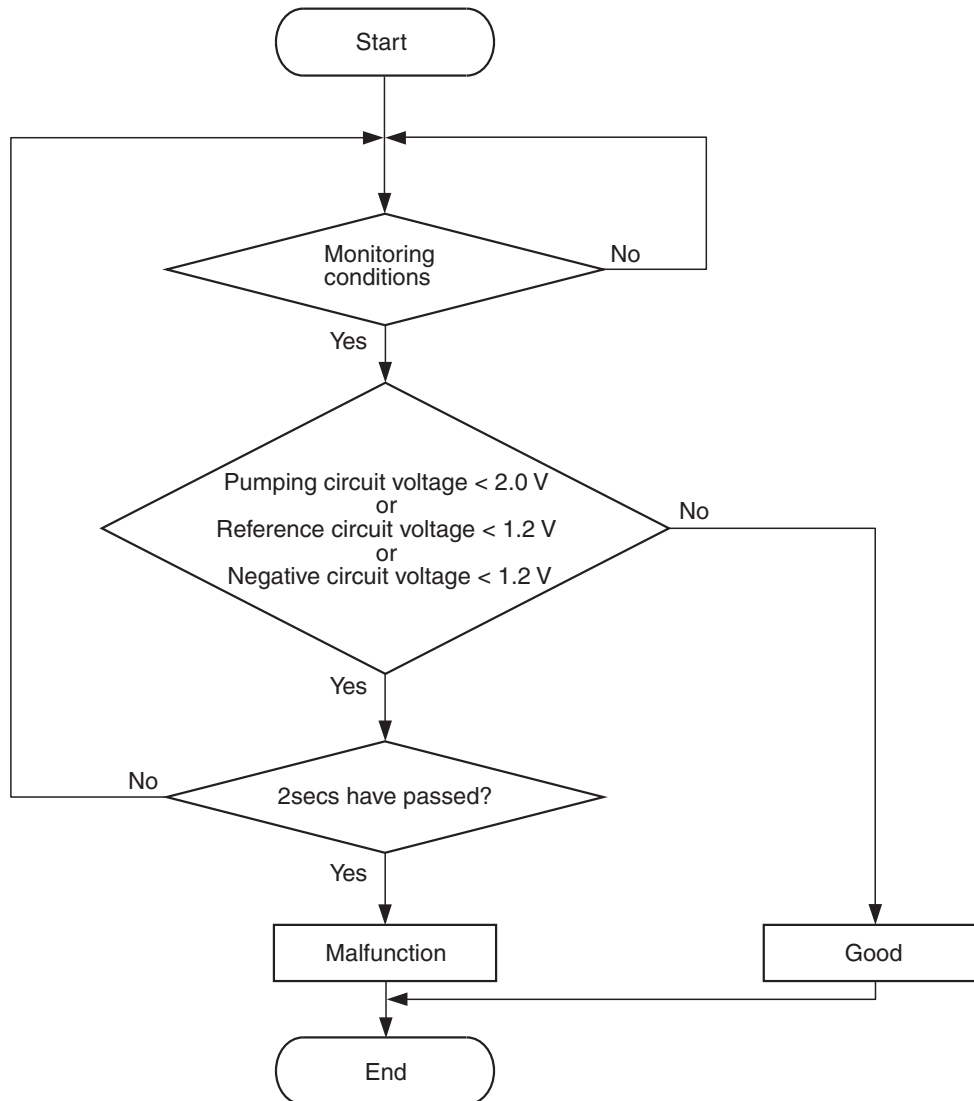 Start
Monitoring
conditions
No
Yes
Pumping circuit voltage < 2.0 V
or
Reference circuit voltage < 1.2 V
or
Negative circuit voltage < 1.2 V
No
Yes
2secs have passed?
No
Yes
Malfunction
Good
End